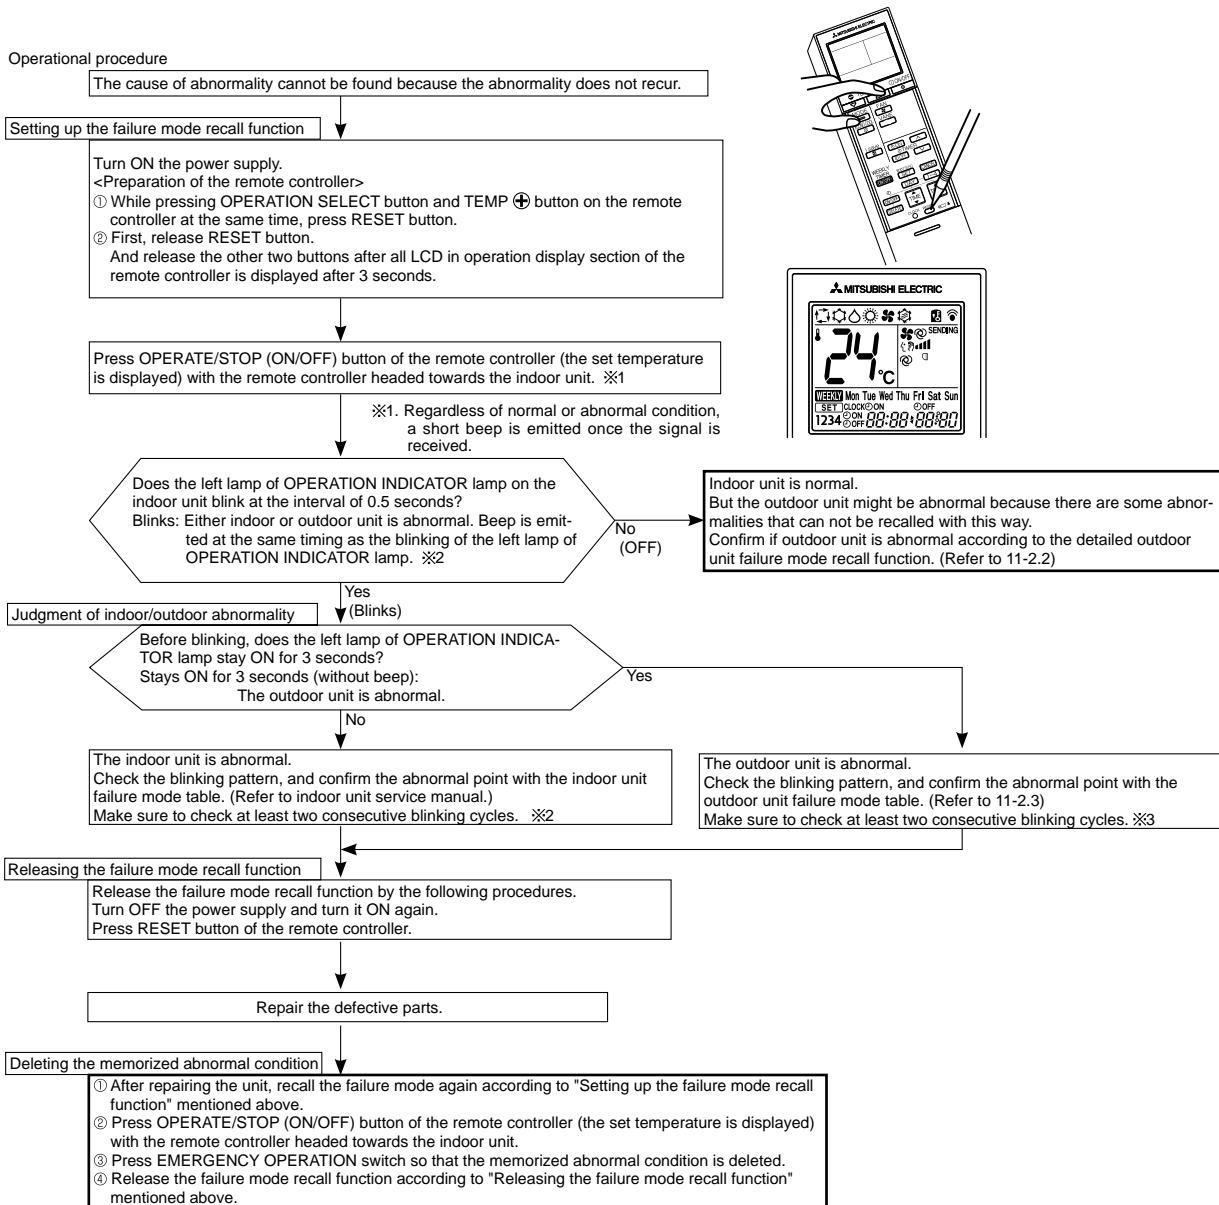 Operational procedure
The cause of abnormality cannot be found because the abnormality does not recur.
Setting up the failure mode recall function
Turn ON the power supply.
<Preparation of the remote controller>
① While pressing OPERATION SELECT button and TEMP ⊕ button on the remote
controller at the same time, press RESET button.
② First, release RESET button.
And release the other two buttons after all LCD in operation display section of the
remote controller is displayed after 3 seconds.
MITSUBISHI ELECTRIC
ON/OFF
FAN
WEEKLY
TIMER
MITSUBISHI ELECTRIC
SENDING
24°C
WEEKLY Mon Tue Wed Thu Fri Sat Sun
SET CLOCK ON OFF
1234 ON OFF 88:88 88:88
Press OPERATE/STOP (ON/OFF) button of the remote controller (the set temperature
is displayed) with the remote controller headed towards the indoor unit. ※1
※1. Regardless of normal or abnormal condition,
a short beep is emitted once the signal is
received.
Does the left lamp of OPERATION INDICATOR lamp on the
indoor unit blink at the interval of 0.5 seconds?
Blinks: Either indoor or outdoor unit is abnormal. Beep is emit-
ted at the same timing as the blinking of the left lamp of
OPERATION INDICATOR lamp. ※2
No
(OFF)
Indoor unit is normal.
But the outdoor unit might be abnormal because there are some abnor-
malities that can not be recalled with this way.
Confirm if outdoor unit is abnormal according to the detailed outdoor
unit failure mode recall function. (Refer to 11-2.2)
Yes
(Blinks)
Judgment of indoor/outdoor abnormality
Before blinking, does the left lamp of OPERATION INDICA-
TOR lamp stay ON for 3 seconds?
Stays ON for 3 seconds (without beep):
The outdoor unit is abnormal.
Yes
No
The indoor unit is abnormal.
Check the blinking pattern, and confirm the abnormal point with the indoor unit
failure mode table. (Refer to indoor unit service manual.)
Make sure to check at least two consecutive blinking cycles. ※2
The outdoor unit is abnormal.
Check the blinking pattern, and confirm the abnormal point with the
outdoor unit failure mode table. (Refer to 11-2.3)
Make sure to check at least two consecutive blinking cycles. ※3
Releasing the failure mode recall function
Release the failure mode recall function by the following procedures.
Turn OFF the power supply and turn it ON again.
Press RESET button of the remote controller.
Repair the defective parts.
Deleting the memorized abnormal condition
① After repairing the unit, recall the failure mode again according to "Setting up the failure mode recall
function" mentioned above.
② Press OPERATE/STOP (ON/OFF) button of the remote controller (the set temperature is displayed)
with the remote controller headed towards the indoor unit.
③ Press EMERGENCY OPERATION switch so that the memorized abnormal condition is deleted.
④ Release the failure mode recall function according to "Releasing the failure mode recall function"
mentioned above.